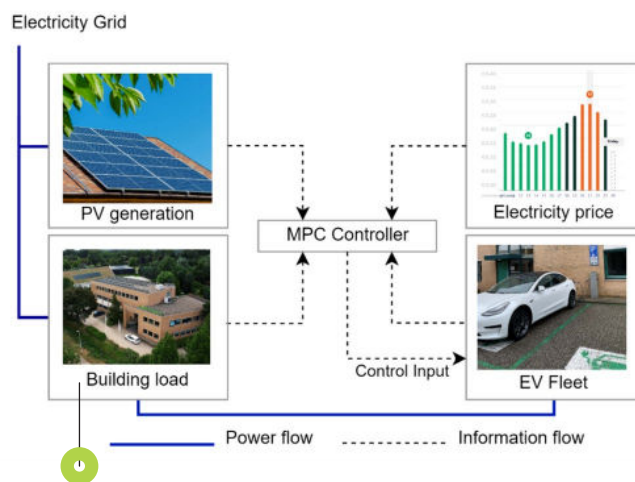 Electricity Grid
PV generation
Electricity price
MPC Controller
Building load
Control Input
EV Fleet
Power flow
Information flow